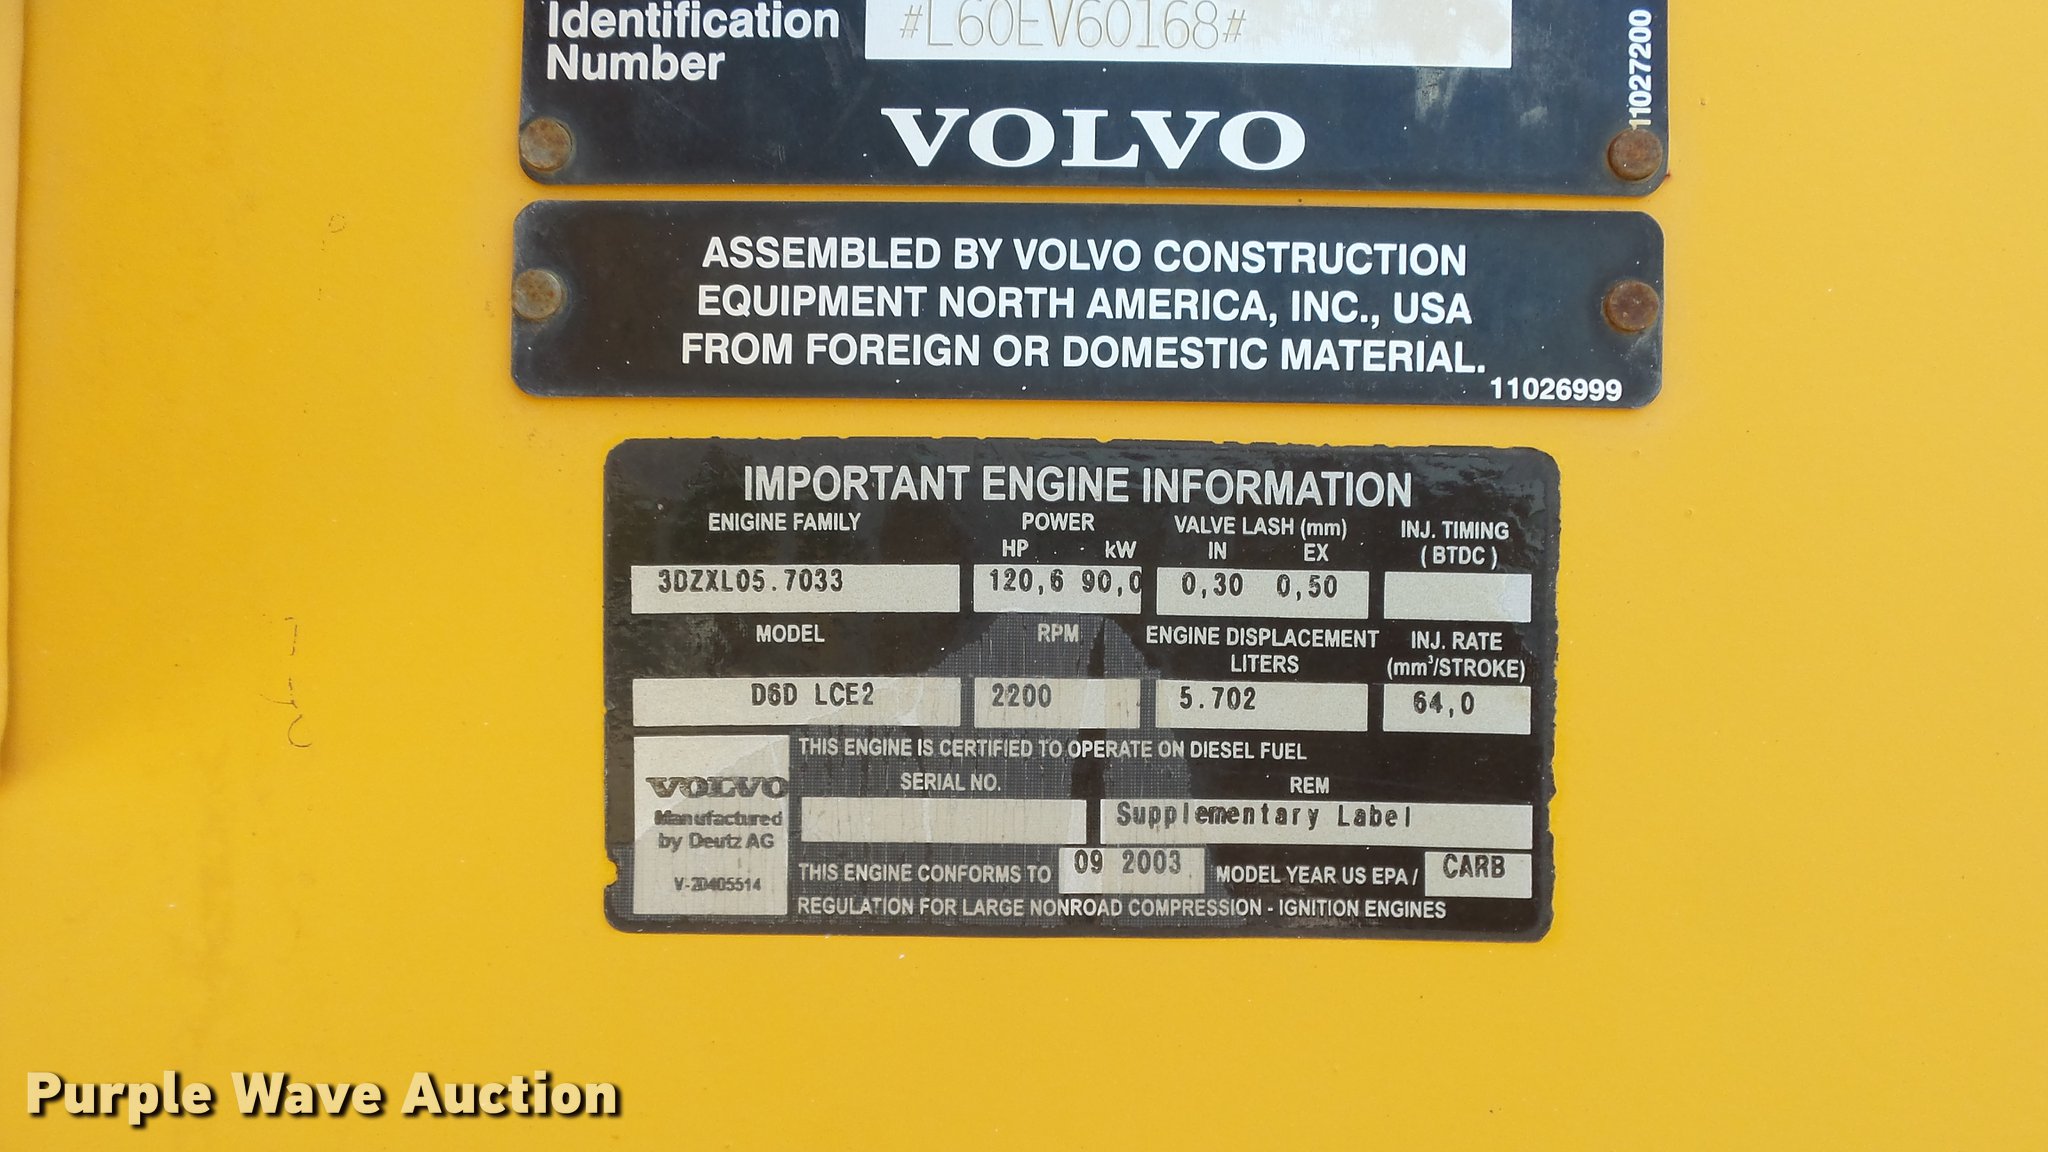 Identification
Number
#L60EV60168#
11027200
VOLVO
ASSEMBLED BY VOLVO CONSTRUCTION
EQUIPMENT NORTH AMERICA, INC., USA
FROM FOREIGN OR DOMESTIC MATERIAL.
11026999
IMPORTANT ENGINE INFORMATION
ENIGINE FAMILY POWER VALVE LASH (mm) INJ. TIMING
HP kW IN EX (BTDC)
3DZXL05.7033 120,6 90,0 0,30 0,50
MODEL RPM ENGINE DISPLACEMENT INJ. RATE
LITERS (mm³/STROKE)
D6D LCE2 2200 5.702 64,0
THIS ENGINE IS CERTIFIED TO OPERATE ON DIESEL FUEL
SERIAL NO. REM
VOLVO
Manufactured
by Deutz AG
V-20405514
Supplementary Label
THIS ENGINE CONFORMS TO 09 2003 MODEL YEAR US EPA / CARB
REGULATION FOR LARGE NONROAD COMPRESSION - IGNITION ENGINES
Purple Wave Auction